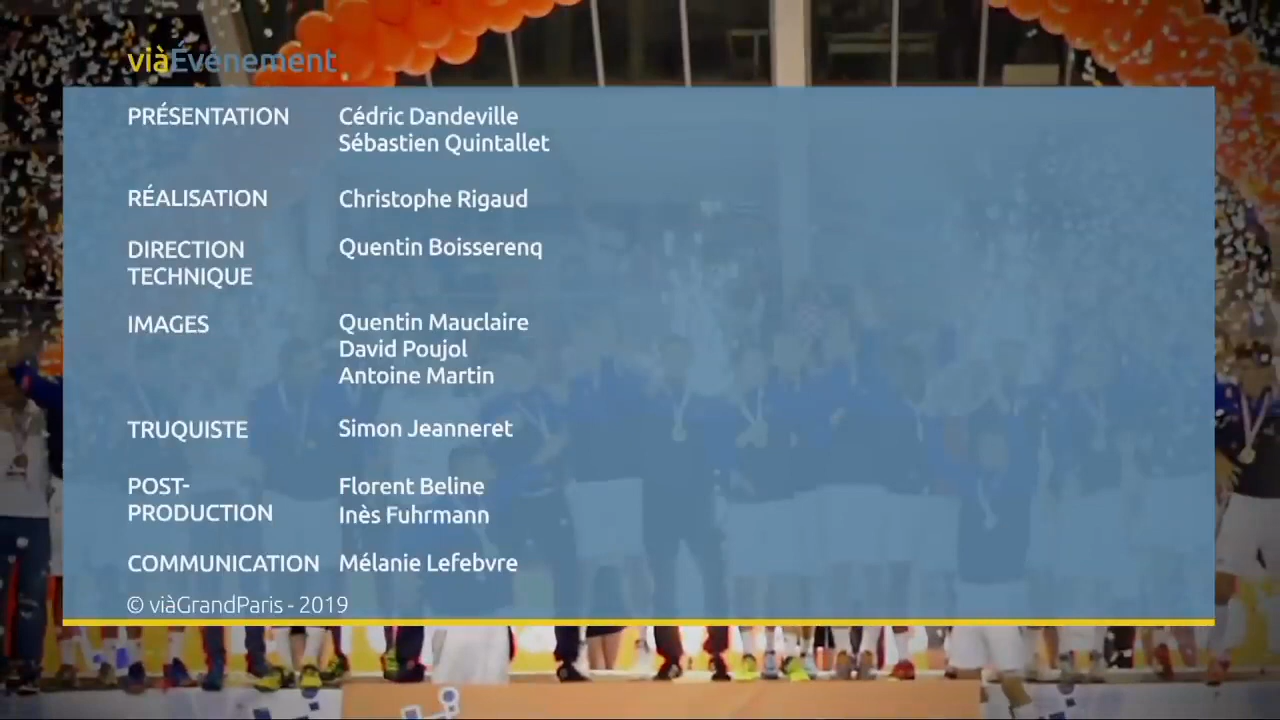 viàÉvénement
PRÉSENTATION Cédric Dandeville
Sébastien Quintallet
RÉALISATION Christophe Rigaud
DIRECTION TECHNIQUE Quentin Boisserenq
IMAGES Quentin Mauclaire
David Poujol
Antoine Martin
TRUQUISTE Simon Jeanneret
POST-PRODUCTION Florent Beline
Inès Fuhrmann
COMMUNICATION Mélanie Lefebvre
© viàGrandParis - 2019